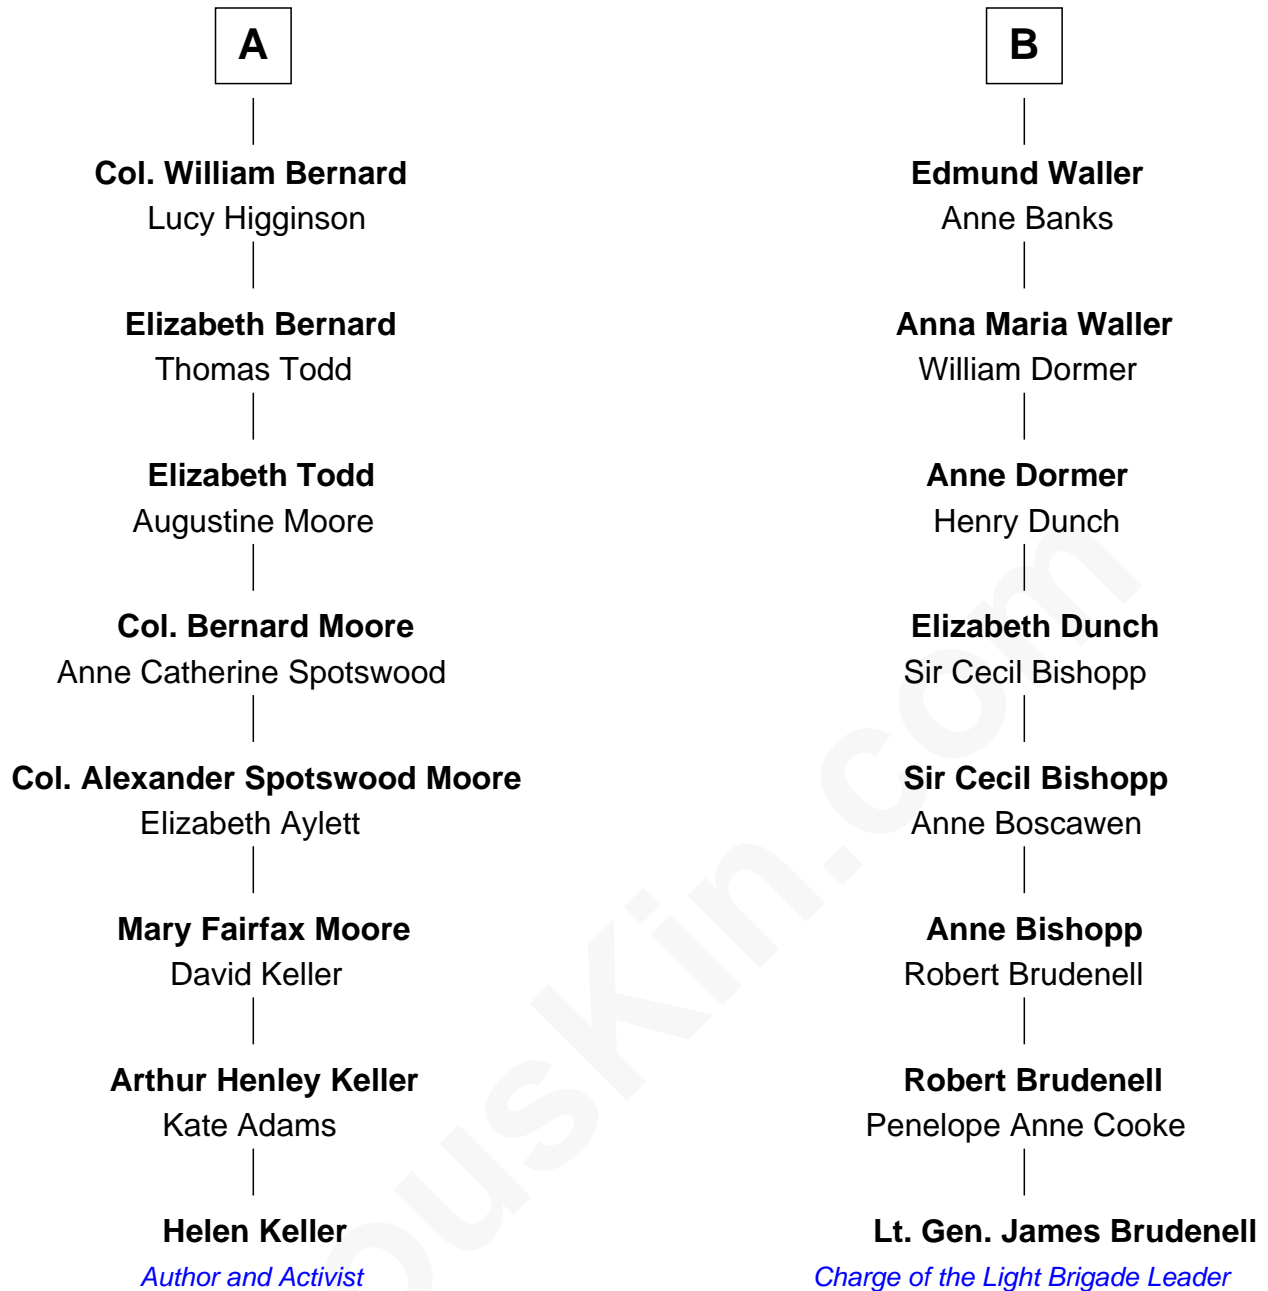 A
Col. William Bernard
Lucy Higginson
Elizabeth Bernard
Thomas Todd
Elizabeth Todd
Augustine Moore
Col. Bernard Moore
Anne Catherine Spotswood
Col. Alexander Spotswood Moore
Elizabeth Aylett
Mary Fairfax Moore
David Keller
Arthur Henley Keller
Kate Adams
Helen Keller
Author and Activist
B
Edmund Waller
Anne Banks
Anna Maria Waller
William Dormer
Anne Dormer
Henry Dunch
Elizabeth Dunch
Sir Cecil Bishopp
Sir Cecil Bishopp
Anne Boscawen
Anne Bishopp
Robert Brudenell
Robert Brudenell
Penelope Anne Cooke
Lt. Gen. James Brudenell
Charge of the Light Brigade Leader
ousKin.com